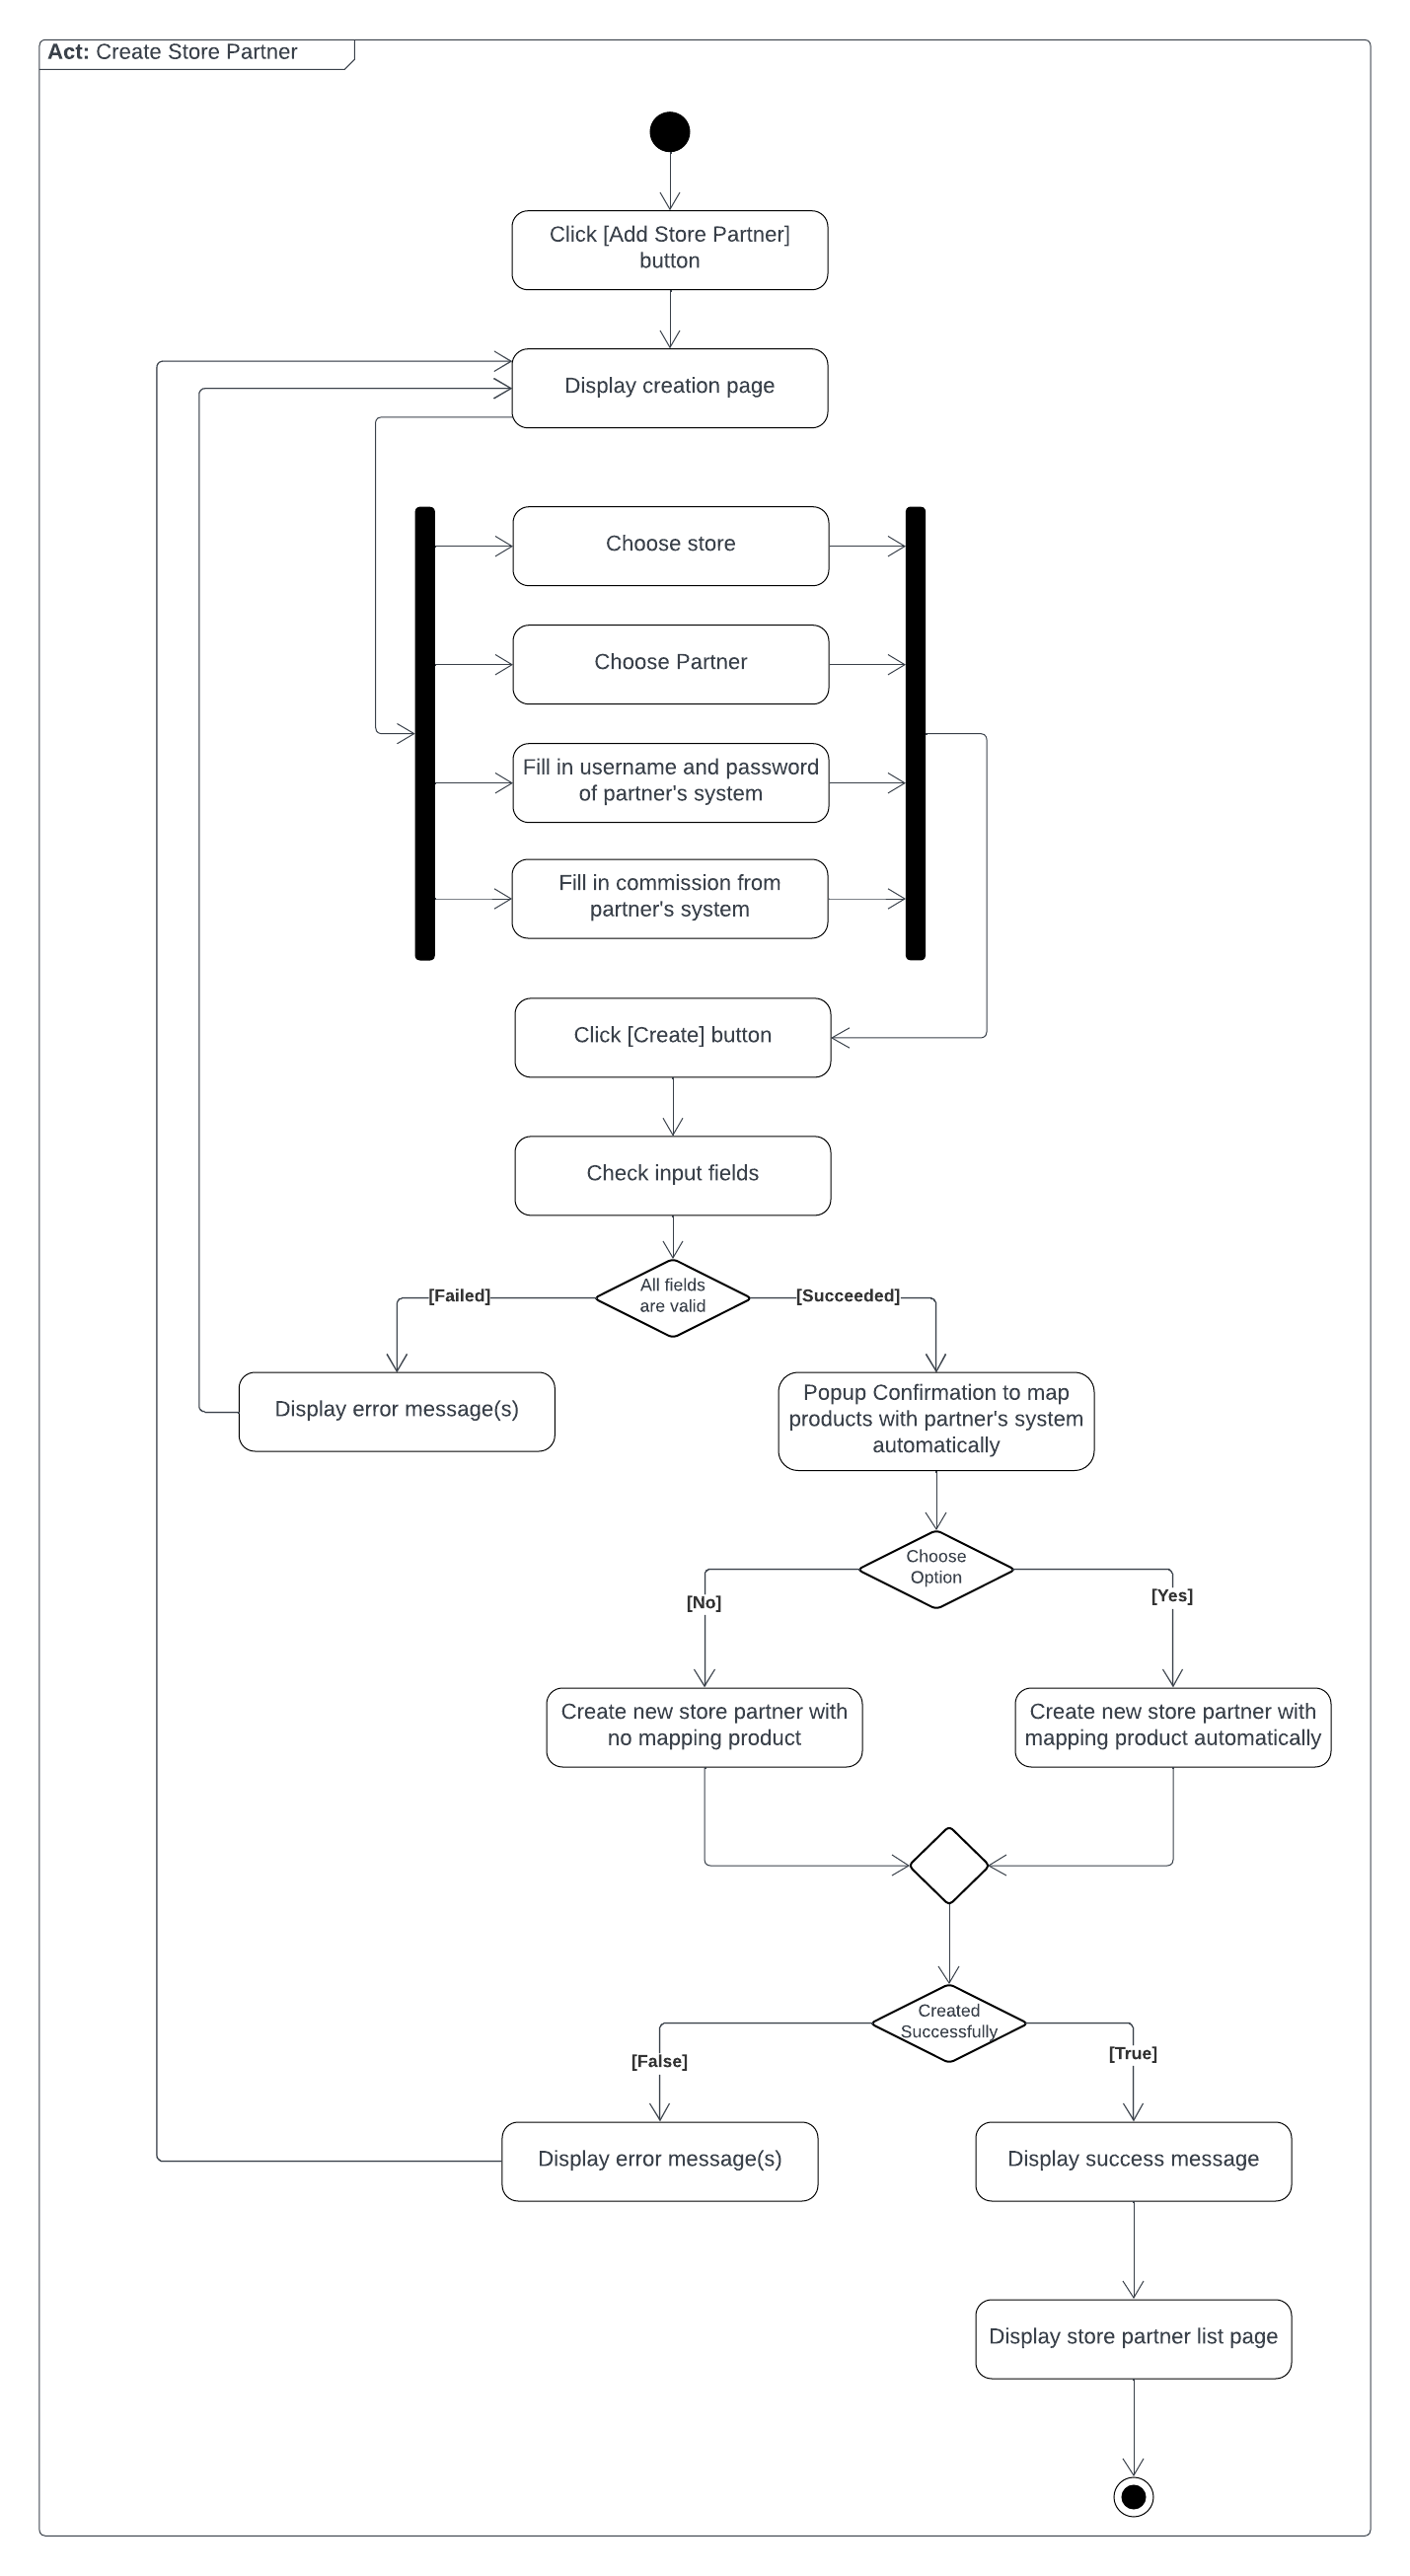 Act: Create Store Partner
Click [Add Store Partner]
button
Display creation page
Choose store
Choose Partner
Fill in username and password
of partner's system
Fill in commission from
partner's system
Click [Create] button
Check input fields
All fields
are valid
[Failed]
[Succeeded]
Display error message(s)
Popup Confirmation to map
products with partner's system
automatically
Choose
Option
[No]
[Yes]
Create new store partner with
no mapping product
Create new store partner with
mapping product automatically
Created
Successfully
[False]
[True]
Display error message(s)
Display success message
Display store partner list page